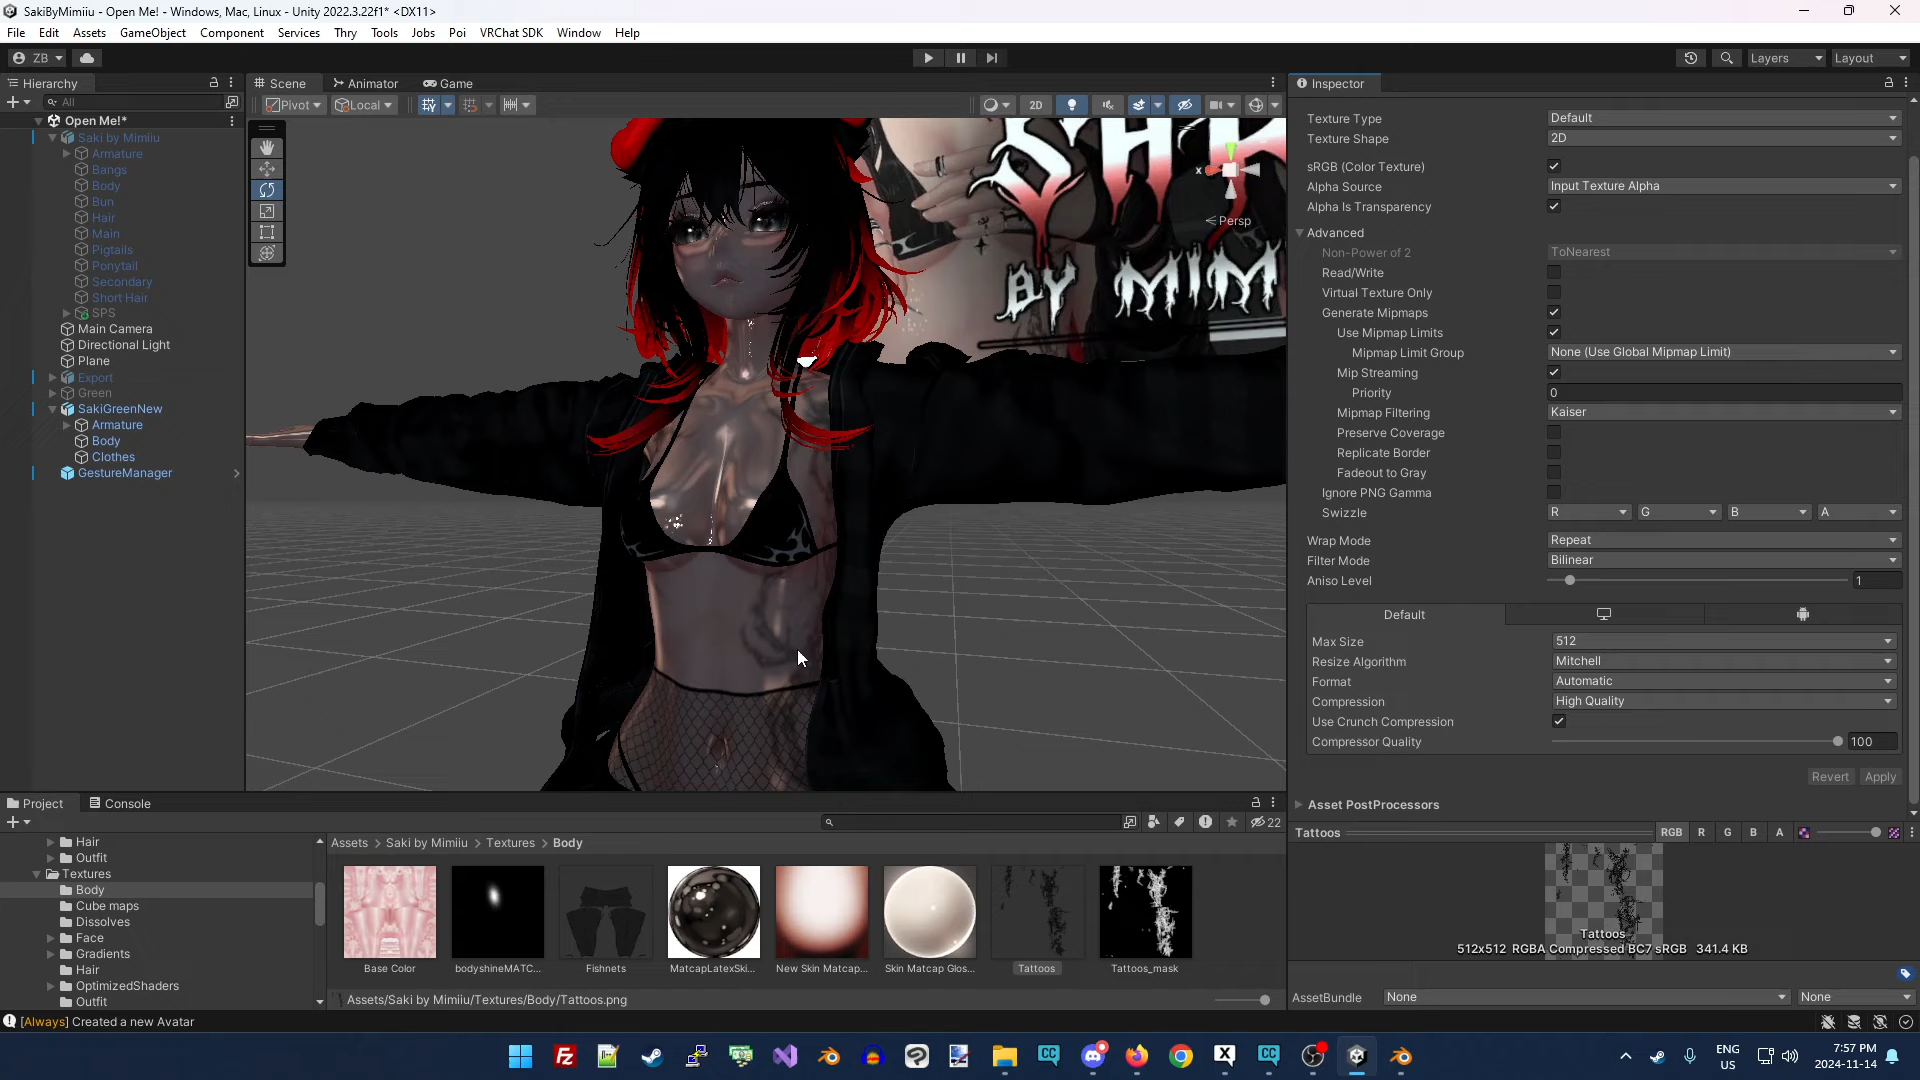 SakiByMimiiu - Open Me! - Windows, Mac, Linux - Unity 2022.3.22f1* <DX11>
File Edit Assets GameObject Component Services Thry Tools Jobs Poi VRChat SDK Window Help
ZB Layers Layout
Hierarchy Scene Animator Game Inspector
All Pivot Local 2D
Open Me!*
Saki by Mimiiu
Armature
Bangs
Body
Bun
Hair
Main
Pigtails
Ponytail
Secondary
Short Hair
SPS
Main Camera
Directional Light
Plane
Export
Green
SakiGreenNew
Armature
Body
Clothes
GestureManager
BY MIM
x
Persp
Texture Type Default
Texture Shape 2D
sRGB (Color Texture)
Alpha Source Input Texture Alpha
Alpha Is Transparency
Advanced
Non-Power of 2 ToNearest
Read/Write
Virtual Texture Only
Generate Mipmaps
Use Mipmap Limits
Mipmap Limit Group None (Use Global Mipmap Limit)
Mip Streaming
Priority 0
Mipmap Filtering Kaiser
Preserve Coverage
Replicate Border
Fadeout to Gray
Ignore PNG Gamma
Swizzle R G B A
Wrap Mode Repeat
Filter Mode Bilinear
Aniso Level 1
Default
Max Size 512
Resize Algorithm Mitchell
Format Automatic
Compression High Quality
Use Crunch Compression
Compressor Quality 100
Revert Apply
Asset PostProcessors
Tattoos RGB R G B A
Tattoos
512x512 RGBA Compressed BC7 sRGB 341.4 KB
AssetBundle None None
Project Console
22
Hair
Outfit
Textures
Body
Cube maps
Dissolves
Face
Gradients
Hair
OptimizedShaders
Outfit
Assets > Saki by Mimiiu > Textures > Body
Base Color bodyshineMATC... Fishnets MatcapLatexSki... New Skin Matcap... Skin Matcap Glos... Tattoos Tattoos_mask
Assets/Saki by Mimiiu/Textures/Body/Tattoos.png
[Always] Created a new Avatar
ENG
US
7:57 PM
2024-11-14